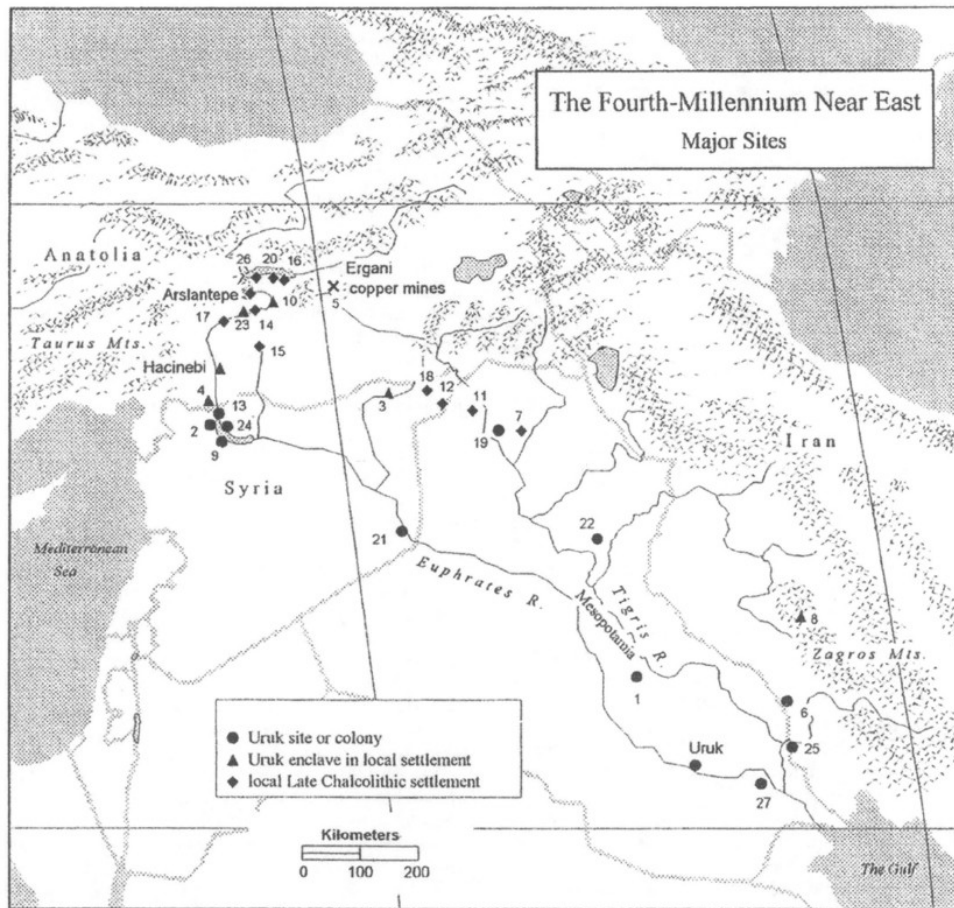 The Fourth-Millennium Near East
Major Sites
Anatolia
26
20
16
Ergani
copper mines
5
Arslantepe
10
17
23
14
Taurus Mts.
15
Hacinebi
4
13
2
24
9
3
18
12
11
19
7
Iran
Syria
21
22
Mediterranean
Sea
Euphrates R.
Mesopotamia
Tigris R.
8
Zagros Mts.
1
6
25
Uruk
27
Uruk site or colony
Uruk enclave in local settlement
local Late Chalcolithic settlement
Kilometers
0 100 200
The Gulf